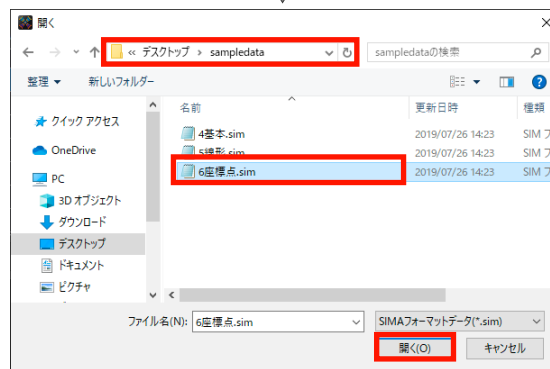 開く
« デスクトップ › sampledata
sampledataの検索
整理 ▼ 新しいフォルダー
名前 更新日時 種類
クイック アクセス
4基本.sim 2019/07/26 14:23 SIM フ
OneDrive
5線形.sim 2019/07/26 14:23 SIM フ
PC
6座標点.sim 2019/07/26 14:23 SIM フ
3D オブジェクト
ダウンロード
デスクトップ
ドキュメント
ピクチャ
ファイル名(N): 6座標点.sim SIMAフォーマットデータ(*.sim)
開く(O) キャンセル